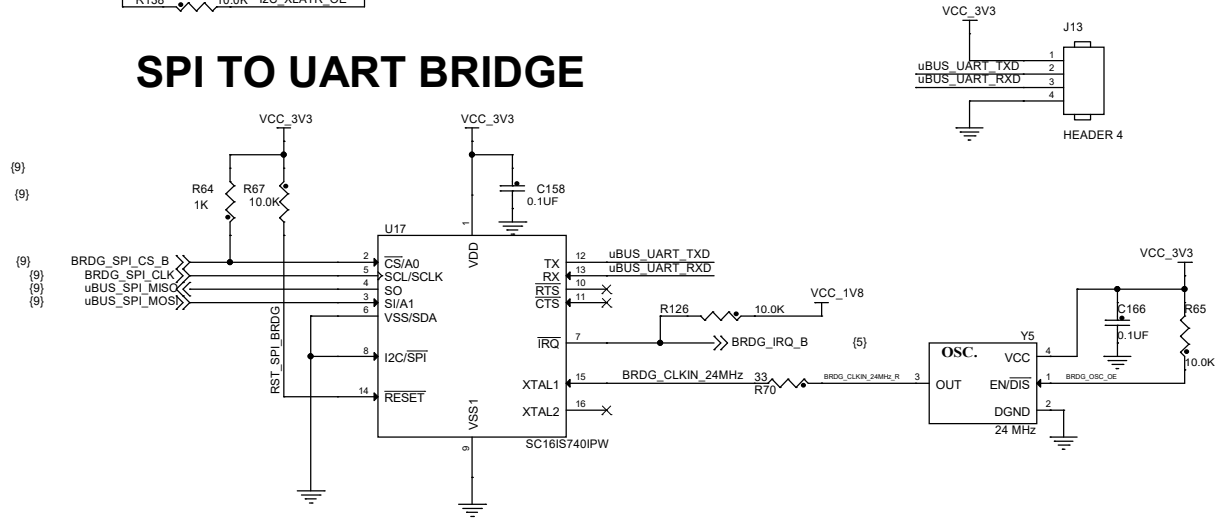 R138 10.0K I2C_XLATR_OE
SPI TO UART BRIDGE
VCC_3V3
J13
1
uBUS_UART_TXD 2
uBUS_UART_RXD 3
4
HEADER 4
VCC_3V3
VCC_3V3
{9}
{9}
R64
1K
R67
10.0K
C158
0.1UF
U17
1
VDD
{9} BRDG_SPI_CS_B 2 CS/A0
{9} BRDG_SPI_CLK 5 SCL/SCLK
{9} uBUS_SPI_MISO 4 SO
{9} uBUS_SPI_MOSI 3 SI/A1
6 VSS/SDA
8 I2C/SPI
RST_SPI_BRDG
14 RESET
TX 12 uBUS_UART_TXD
RX 13 uBUS_UART_RXD
RTS 10
CTS 11
IRQ 7
R126 10.0K
VCC_1V8
BRDG_IRQ_B {5}
XTAL1 15 BRDG_CLKIN_24MHz
33
R70
BRDG_CLKIN_24MHz_R
XTAL2 16
VSS1
9
SC16IS740IPW
VCC_3V3
C166
0.1UF
R65
10.0K
Y5
OSC.
VCC 4
3 OUT
EN/DIS 1 BRDG_OSC_OE
DGND 2
24 MHz